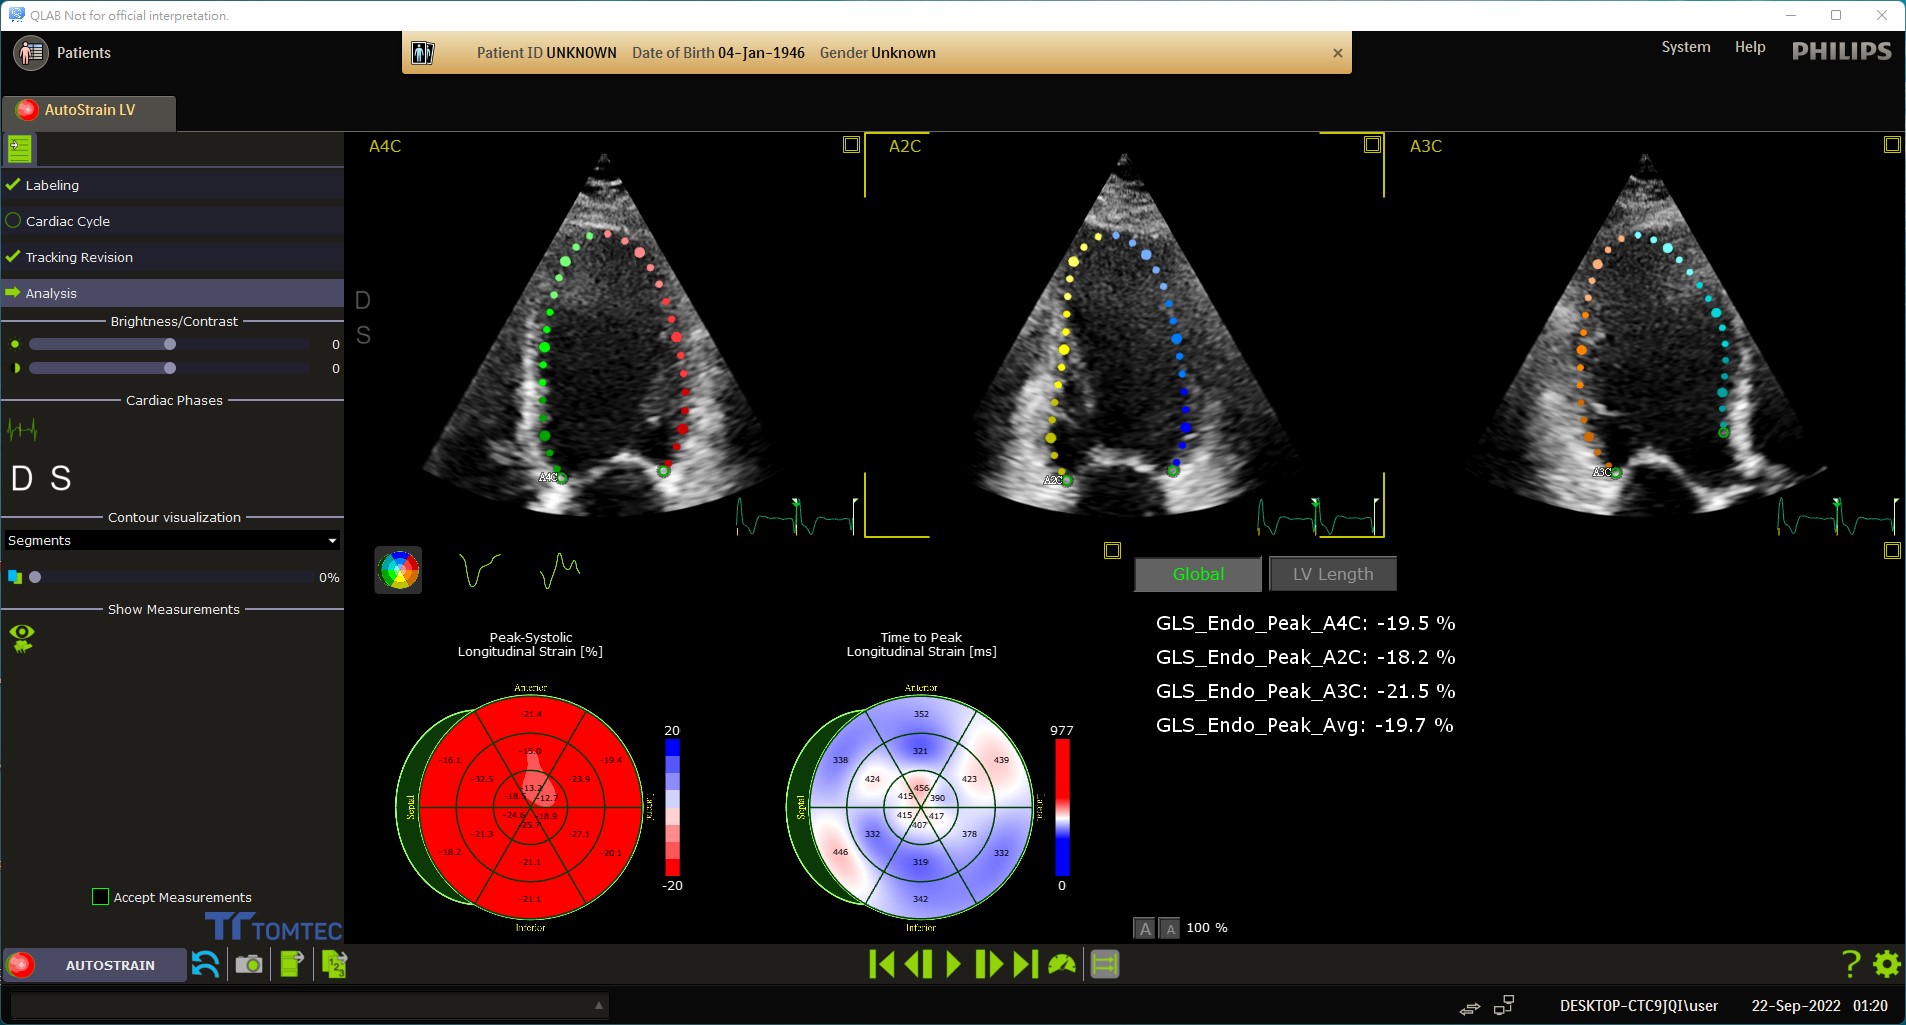 QLAB Not for official interpretation.
Patients
Patient ID UNKNOWN Date of Birth 04-Jan-1946 Gender Unknown
System Help PHILIPS
AutoStrain LV
Labeling
Cardiac Cycle
Tracking Revision
Analysis
Brightness/Contrast
0
0
Cardiac Phases
D S
Contour visualization
Segments
0%
Show Measurements
Accept Measurements
TOMTEC
A4C
D
S
A4C
A2C
A2C
A3C
A3C
Peak-Systolic
Longitudinal Strain [%]
Anterior
-21.4
-15.0
-16.1
-19.4
-32.5
-23.9
-13.2
-18.5
-12.7
Septal
Lateral
-24.6
-18.9
-25.7
-21.3
-27.1
-18.2
-20.1
-21.1
-21.1
Inferior
20
-20
Time to Peak
Longitudinal Strain [ms]
Anterior
352
321
338
439
424
423
456
415
390
Septal
Lateral
415
417
407
332
378
446
332
319
342
Inferior
977
0
Global
LV Length
GLS_Endo_Peak_A4C: -19.5 %
GLS_Endo_Peak_A2C: -18.2 %
GLS_Endo_Peak_A3C: -21.5 %
GLS_Endo_Peak_Avg: -19.7 %
A A 100 %
AUTOSTRAIN
1 2 3
?
DESKTOP-CTC9JQI\user 22-Sep-2022 01:20